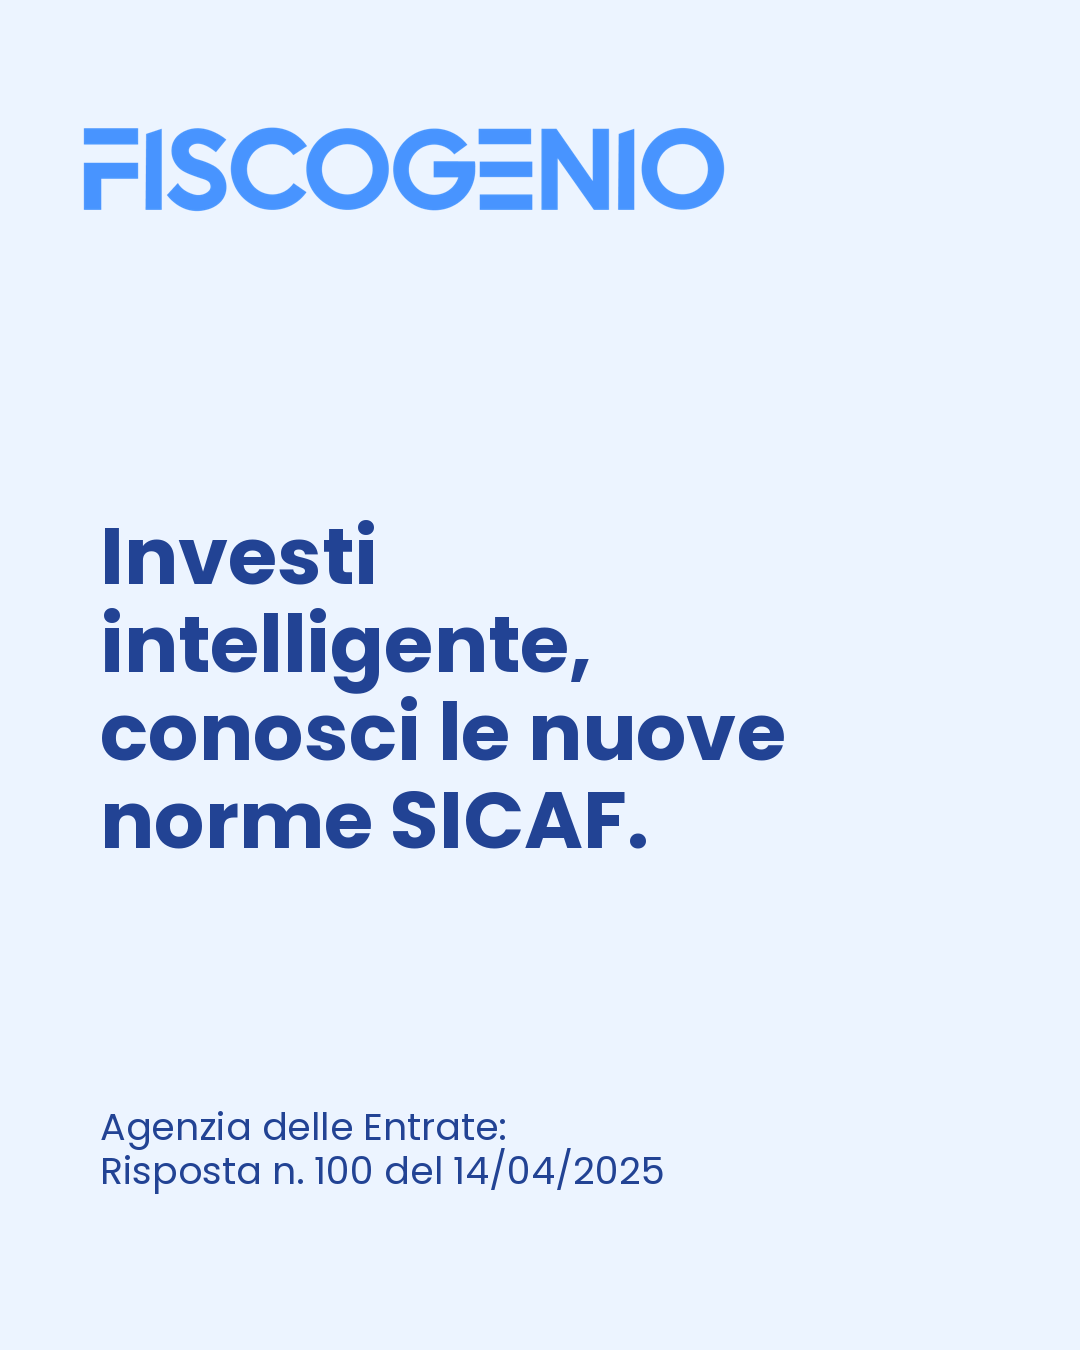 FISCOGENIO
Investi
intelligente,
conosci le nuove
norme SICAF.
Agenzia delle Entrate:
Risposta n. 100 del 14/04/2025